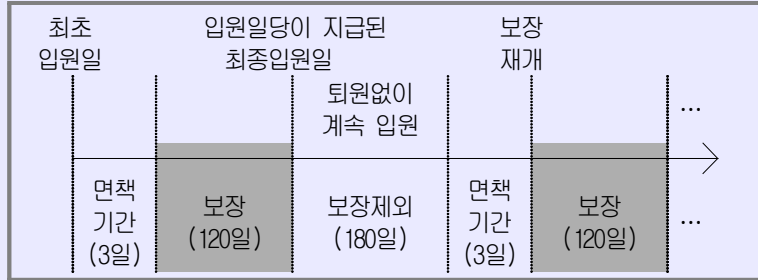 최초
입원일
입원일당이 지급된
최종입원일
보장
재개
퇴원없이
계속 입원
...
면책
기간
(3일)
보장
(120일)
보장제외
(180일)
면책
기간
(3일)
보장
(120일)
...